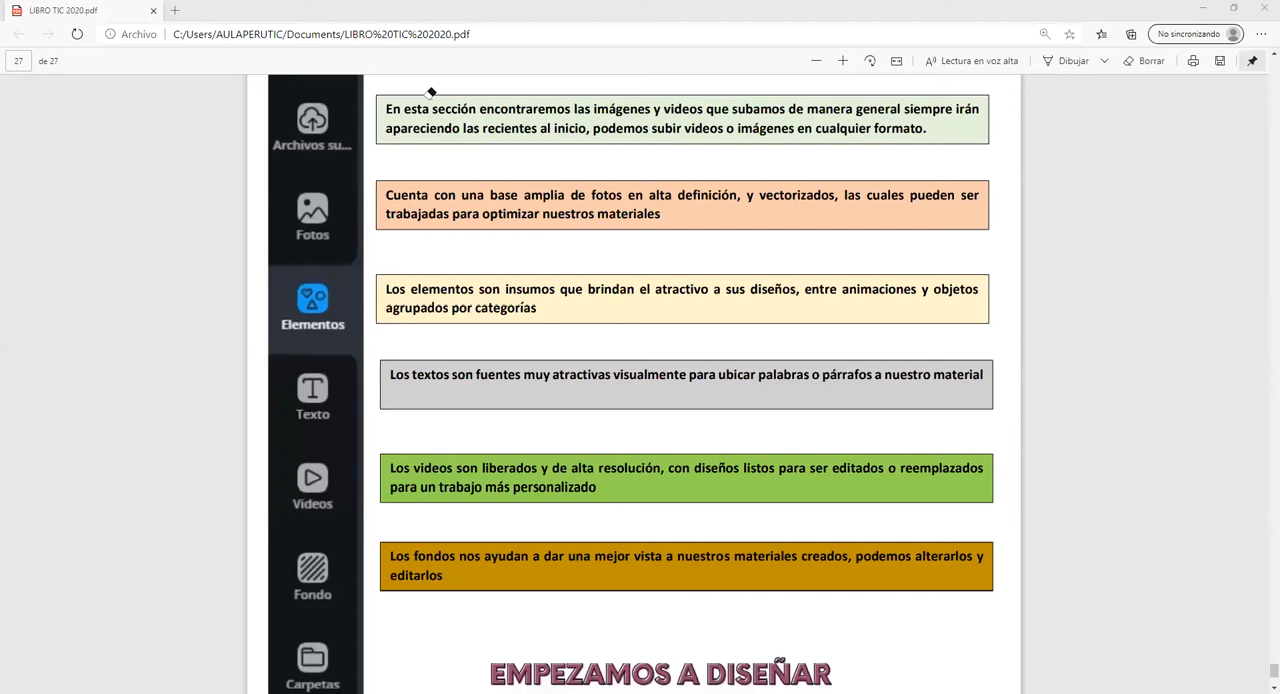 LIBRO TIC 2020.pdf
Archivo
C:/Users/AULAPERUTIC/Documents/LIBRO%20TIC%202020.pdf
No sincronizando
27
de 27
Lectura en voz alta
Dibujar
Borrar
En esta sección encontraremos las imágenes y videos que subamos de manera general siempre irán
apareciendo las recientes al inicio, podemos subir videos o imágenes en cualquier formato.
Archivos su...
Cuenta con una base amplia de fotos en alta definición, y vectorizados, las cuales pueden ser
trabajadas para optimizar nuestros materiales
Fotos
Los elementos son insumos que brindan el atractivo a sus diseños, entre animaciones y objetos
agrupados por categorías
Elementos
Los textos son fuentes muy atractivas visualmente para ubicar palabras o párrafos a nuestro material
Texto
Los videos son liberados y de alta resolución, con diseños listos para ser editados o reemplazados
para un trabajo más personalizado
Videos
Los fondos nos ayudan a dar una mejor vista a nuestros materiales creados, podemos alterarlos y
editarlos
Fondo
EMPEZAMOS A DISEÑAR
Carpetas